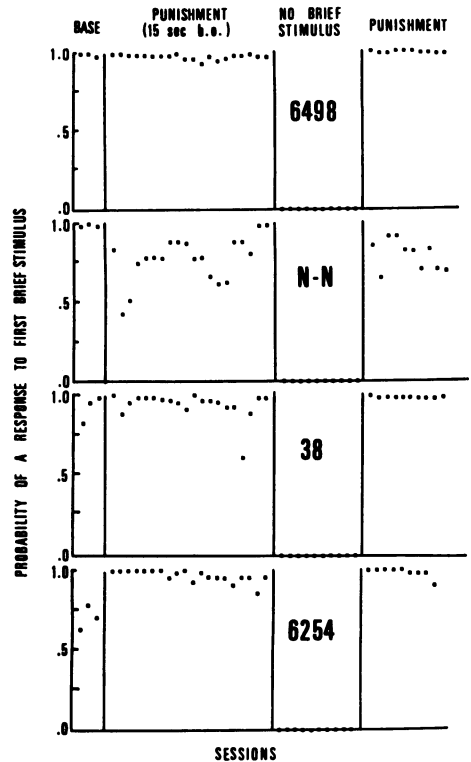 BASE
PUNISHMENT
(15 sec b.o.)
NO BRIEF
STIMULUS
PUNISHMENT
PROBABILITY OF A RESPONSE TO FIRST BRIEF STIMULUS
1.0
.5
.0
6498
1.0
.5
.0
N-N
1.0
.5
.0
38
1.0
.5
.0
6254
SESSIONS